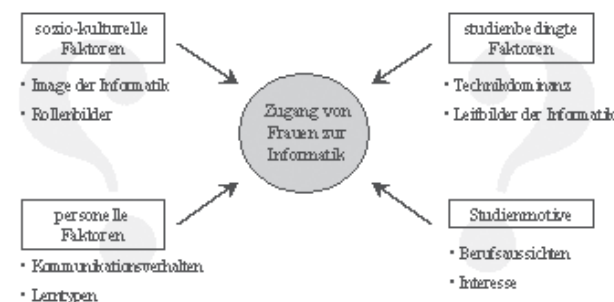 sozio-kulturelle
Faktoren
• Image der Informatik
• Rollenbilder
studienbedingte
Faktoren
• Technikdominanz
• Leitbilder der Informatik
Zugang von
Frauen zur
Informatik
personelle
Faktoren
• Kommunikationsverhalten
• Lerntypen
Studienmotive
• Berufsaussichten
• Interesse